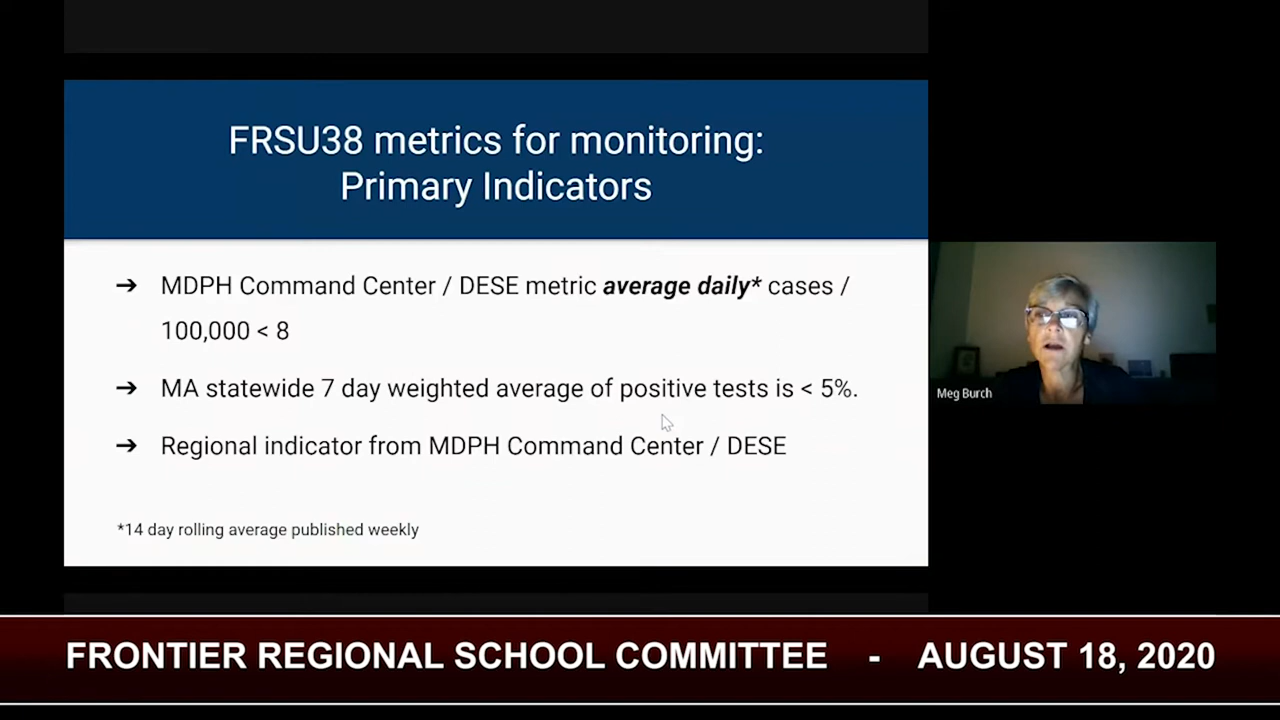 FRSU38 metrics for monitoring:
Primary Indicators
➔ MDPH Command Center / DESE metric average daily* cases /
100,000 < 8
➔ MA statewide 7 day weighted average of positive tests is < 5%.
➔ Regional indicator from MDPH Command Center / DESE
*14 day rolling average published weekly
Meg Burch
FRONTIER REGIONAL SCHOOL COMMITTEE - AUGUST 18, 2020